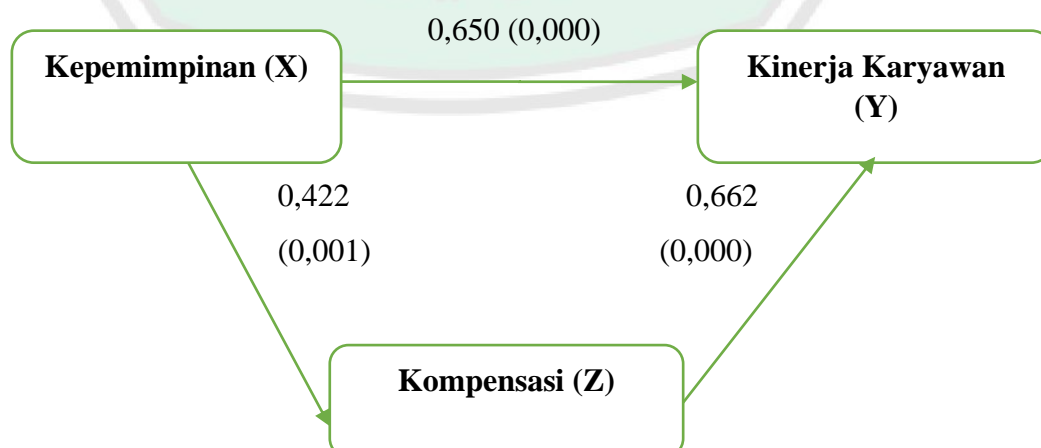 0,650 (0,000)
Kepemimpinan (X)
Kinerja Karyawan
(Y)
0,422
(0,001)
0,662
(0,000)
Kompensasi (Z)